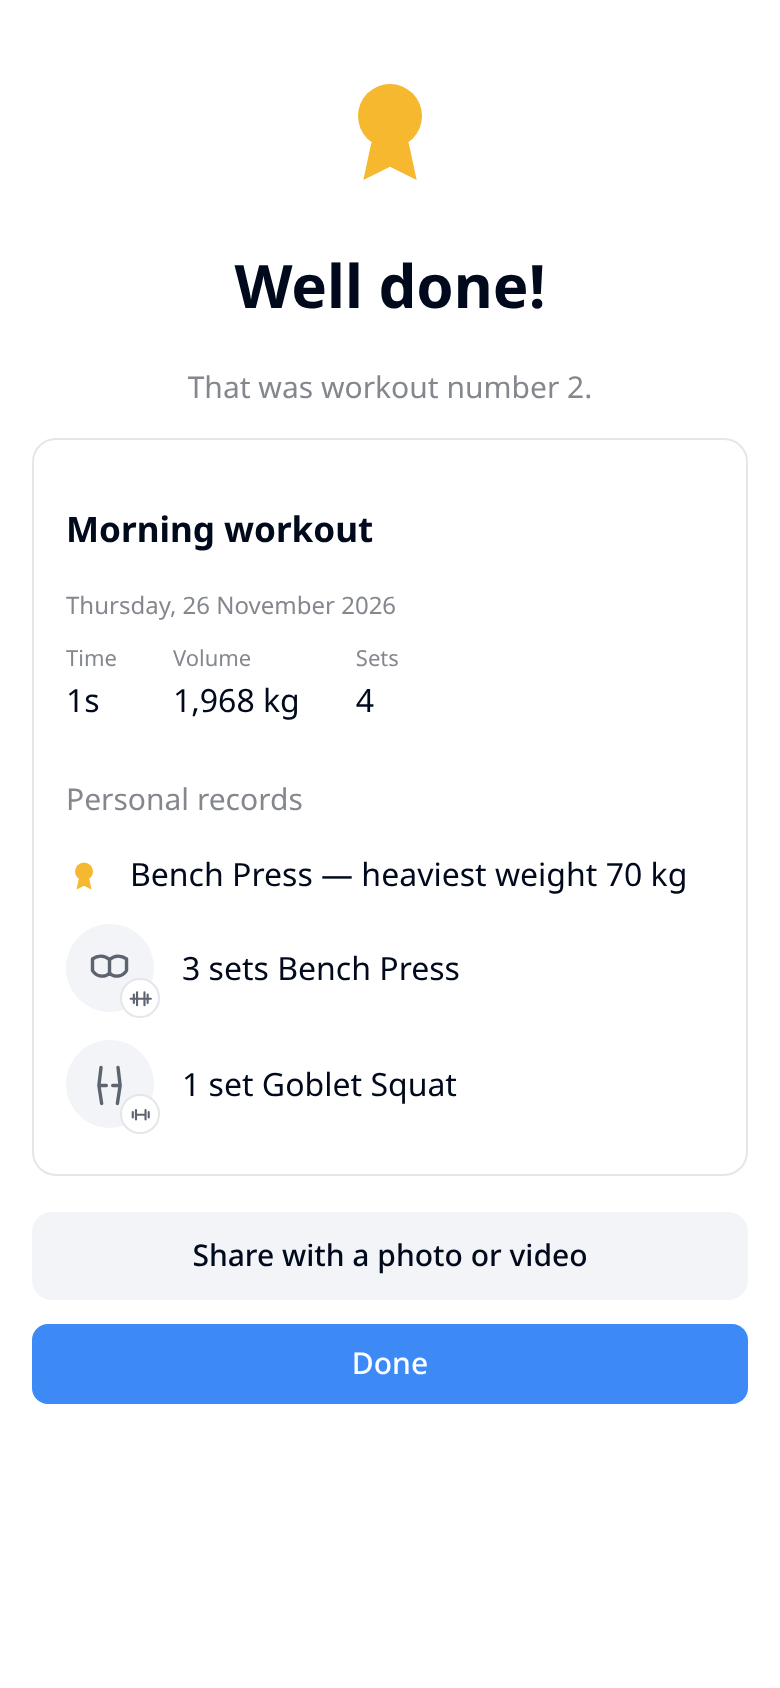 Well done!
That was workout number 2.
Morning workout
Thursday, 26 November 2026
Time Volume Sets
1s 1,968 kg 4
Personal records
Bench Press — heaviest weight 70 kg
3 sets Bench Press
1 set Goblet Squat
Share with a photo or video
Done